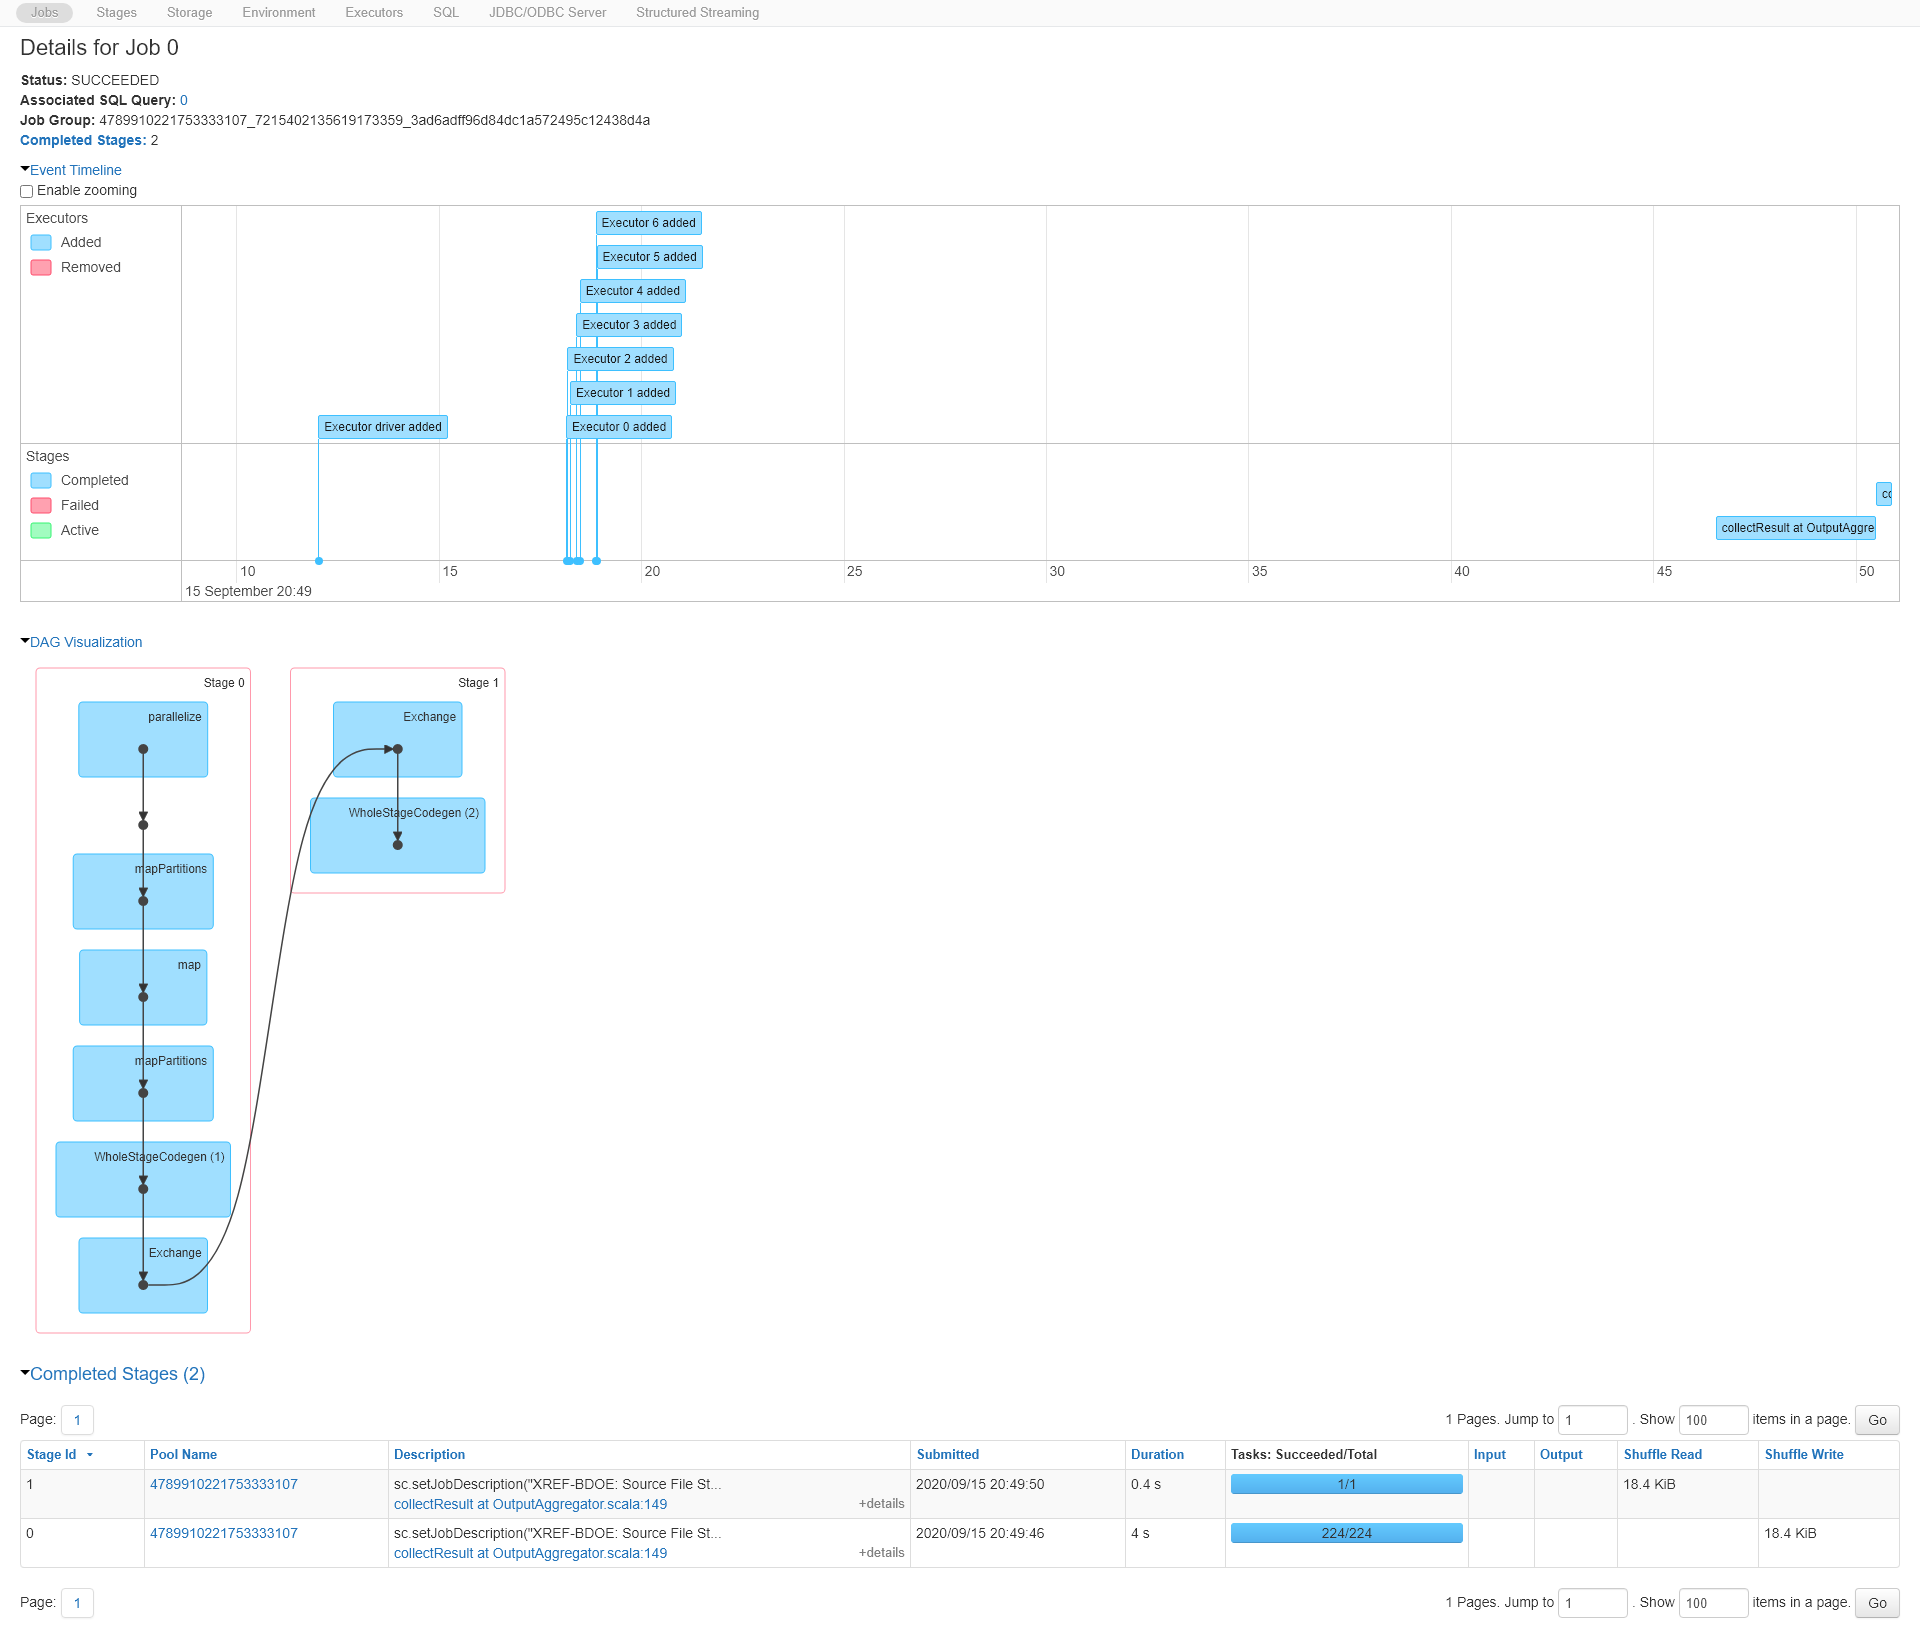 Jobs Stages Storage Environment Executors SQL JDBC/ODBC Server Structured Streaming
Details for Job 0
Status: SUCCEEDED
Associated SQL Query: 0
Job Group: 4789910221753333107_7215402135619173359_3ad6adff96d84dc1a572495c12438d4a
Completed Stages: 2
Event Timeline
Enable zooming
Executors
Added
Removed
Executor 6 added
Executor 5 added
Executor 4 added
Executor 3 added
Executor 2 added
Executor 1 added
Executor driver added
Executor 0 added
Stages
Completed
Failed
Active
cc
collectResult at OutputAggre
10 15 20 25 30 35 40 45 50
15 September 20:49
DAG Visualization
Stage 0
parallelize
mapPartitions
map
mapPartitions
WholeStageCodegen (1)
Exchange
Stage 1
Exchange
WholeStageCodegen (2)
Completed Stages (2)
Page: 1 1 Pages. Jump to 1 . Show 100 items in a page. Go
Stage Id Pool Name Description Submitted Duration Tasks: Succeeded/Total Input Output Shuffle Read Shuffle Write
1 4789910221753333107 sc.setJobDescription("XREF-BDOE: Source File St... 2020/09/15 20:49:50 0.4 s 1/1 18.4 KiB
collectResult at OutputAggregator.scala:149 +details
0 4789910221753333107 sc.setJobDescription("XREF-BDOE: Source File St... 2020/09/15 20:49:46 4 s 224/224 18.4 KiB
collectResult at OutputAggregator.scala:149 +details
Page: 1 1 Pages. Jump to 1 . Show 100 items in a page. Go